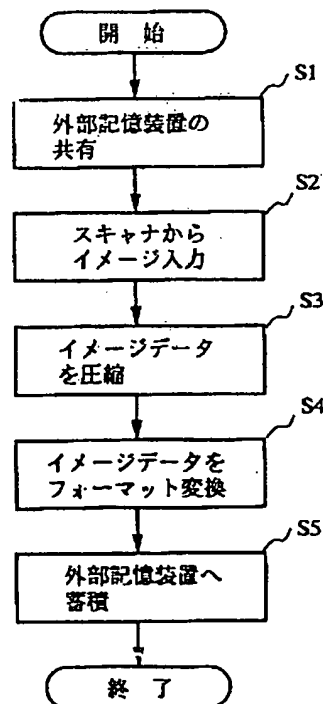 開 始
S1
外部記憶装置の
共有
S2
スキャナから
イメージ入力
S3
イメージデータ
を圧縮
S4
イメージデータを
フォーマット変換
S5
外部記憶装置へ
蓄積
終 了